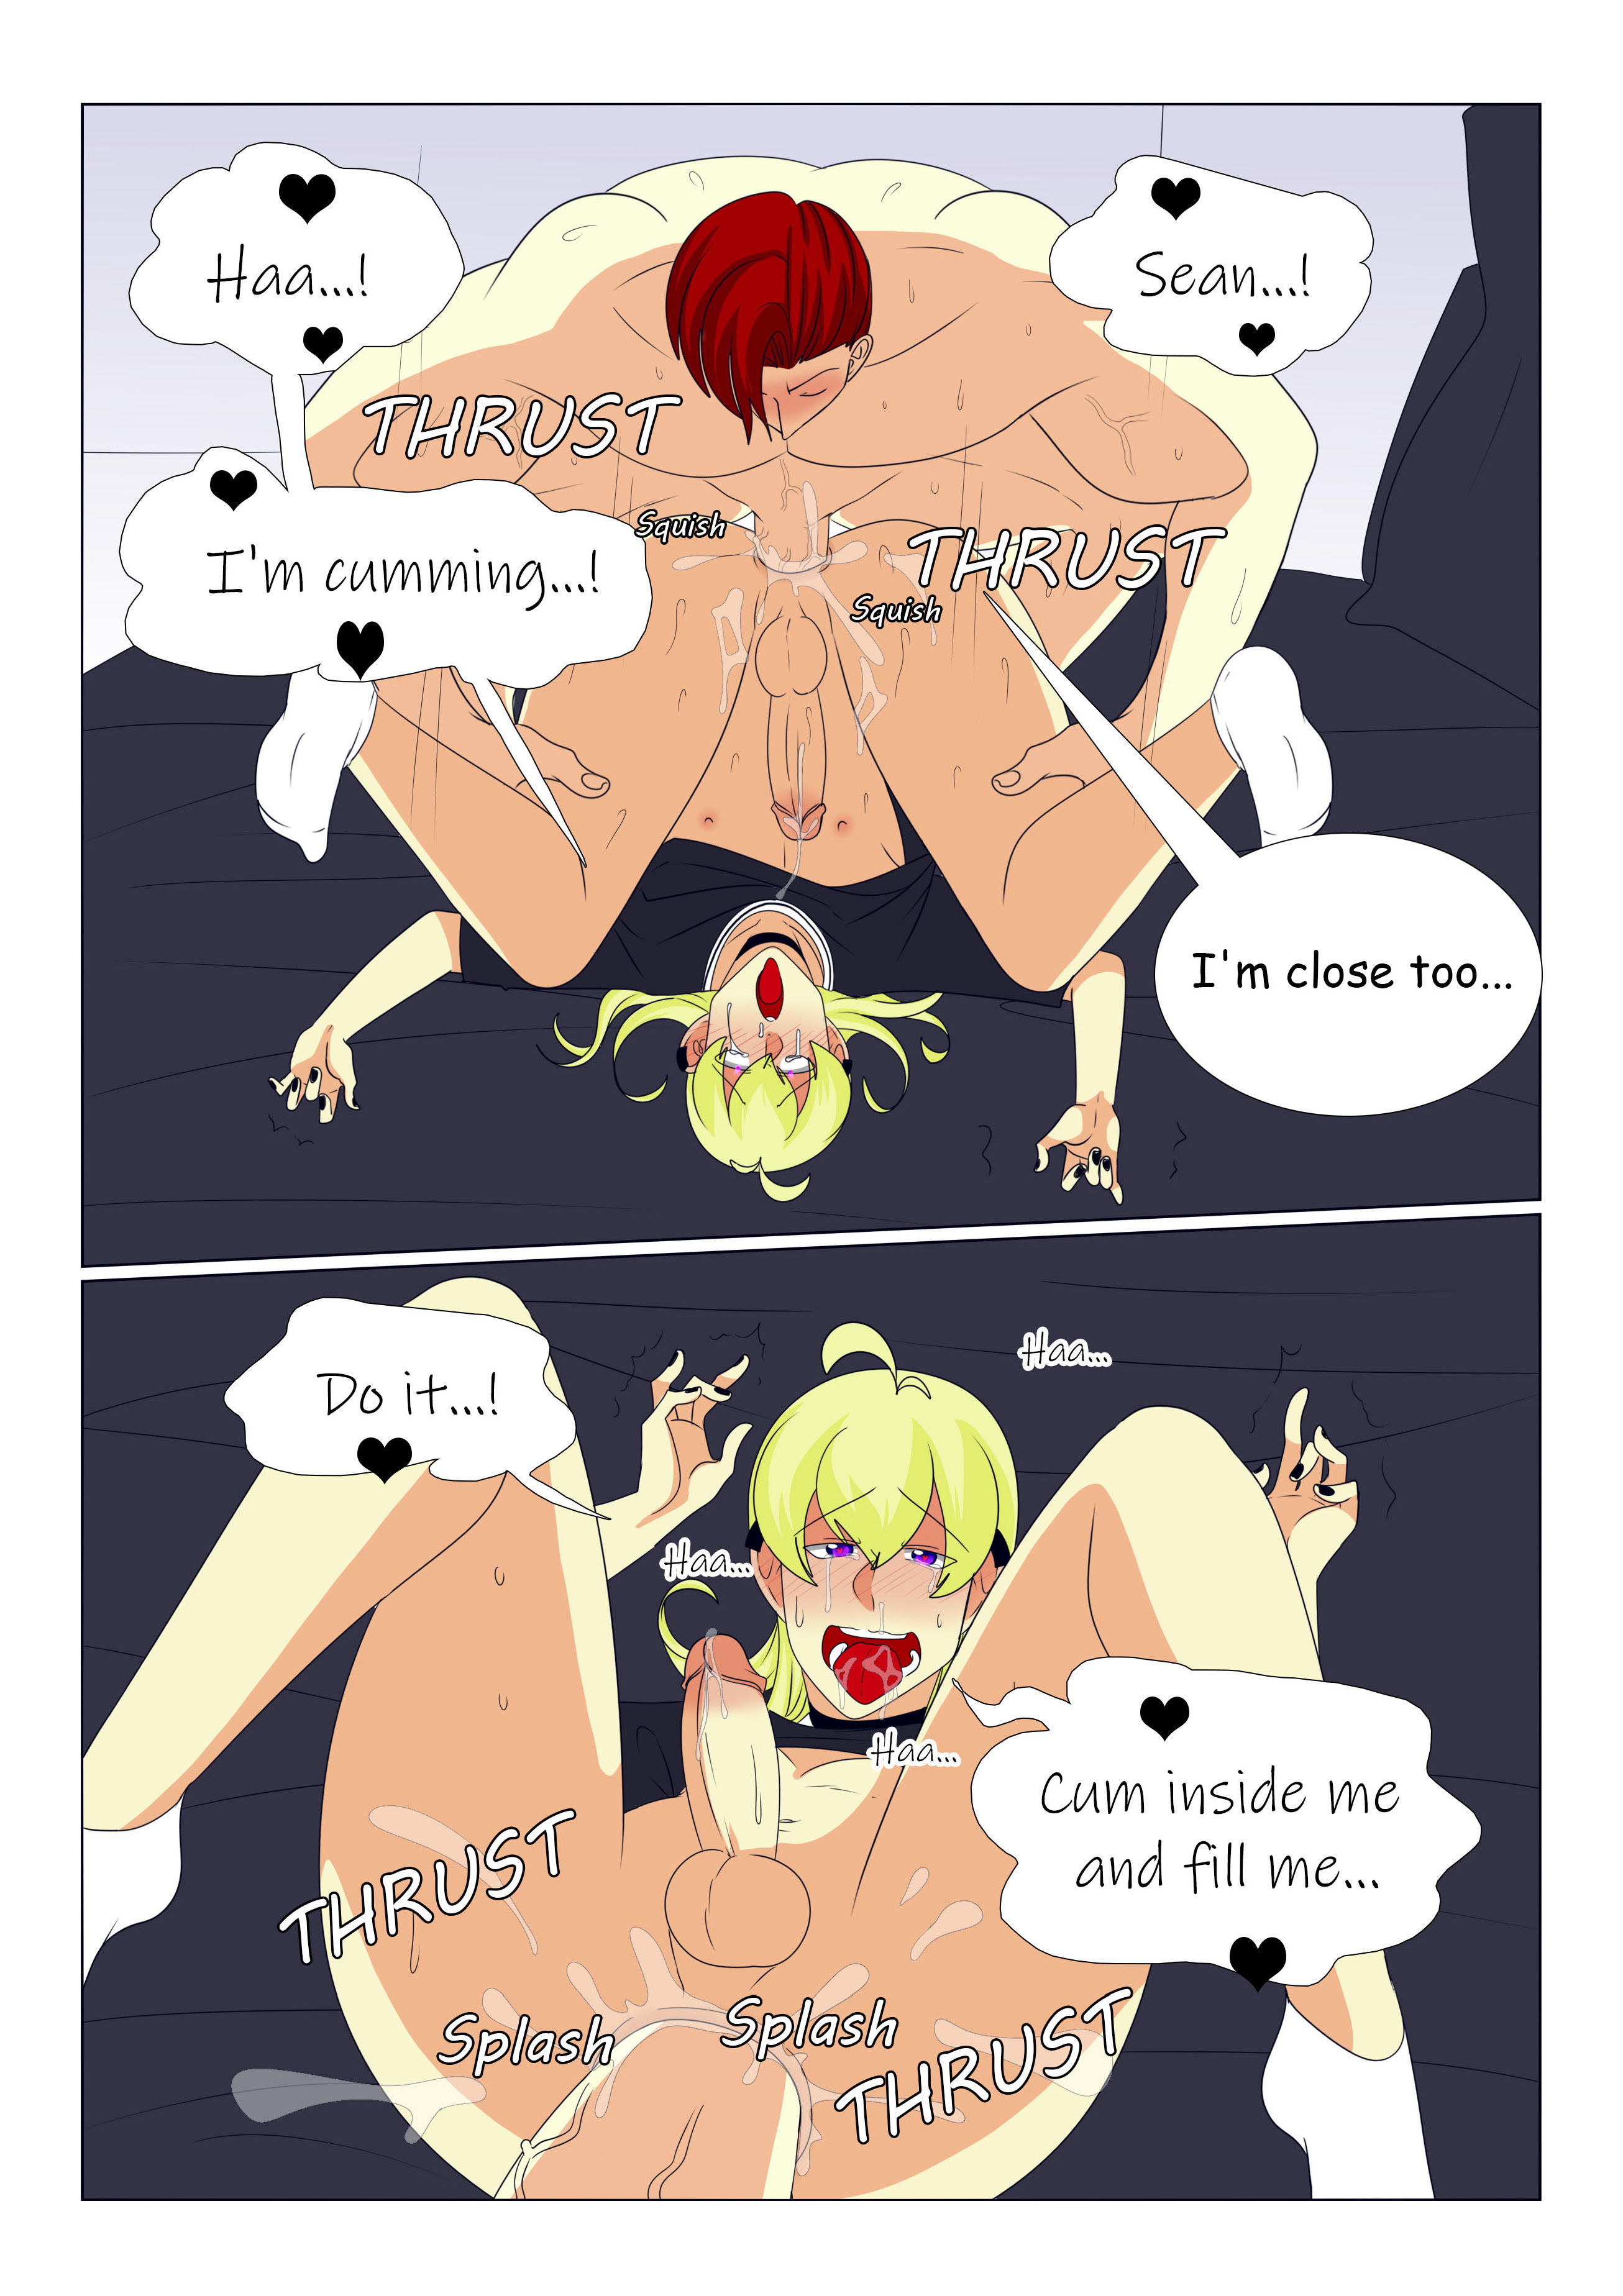 Haa...!
Sean...!
THRUST
I'm cumming...!
Squish
THRUST
Squish
I'm close too...
Do it...!
Haa...
Haa...
Haa...
Cum inside me
and fill me...
THRUST
Splash
Splash
THRUST